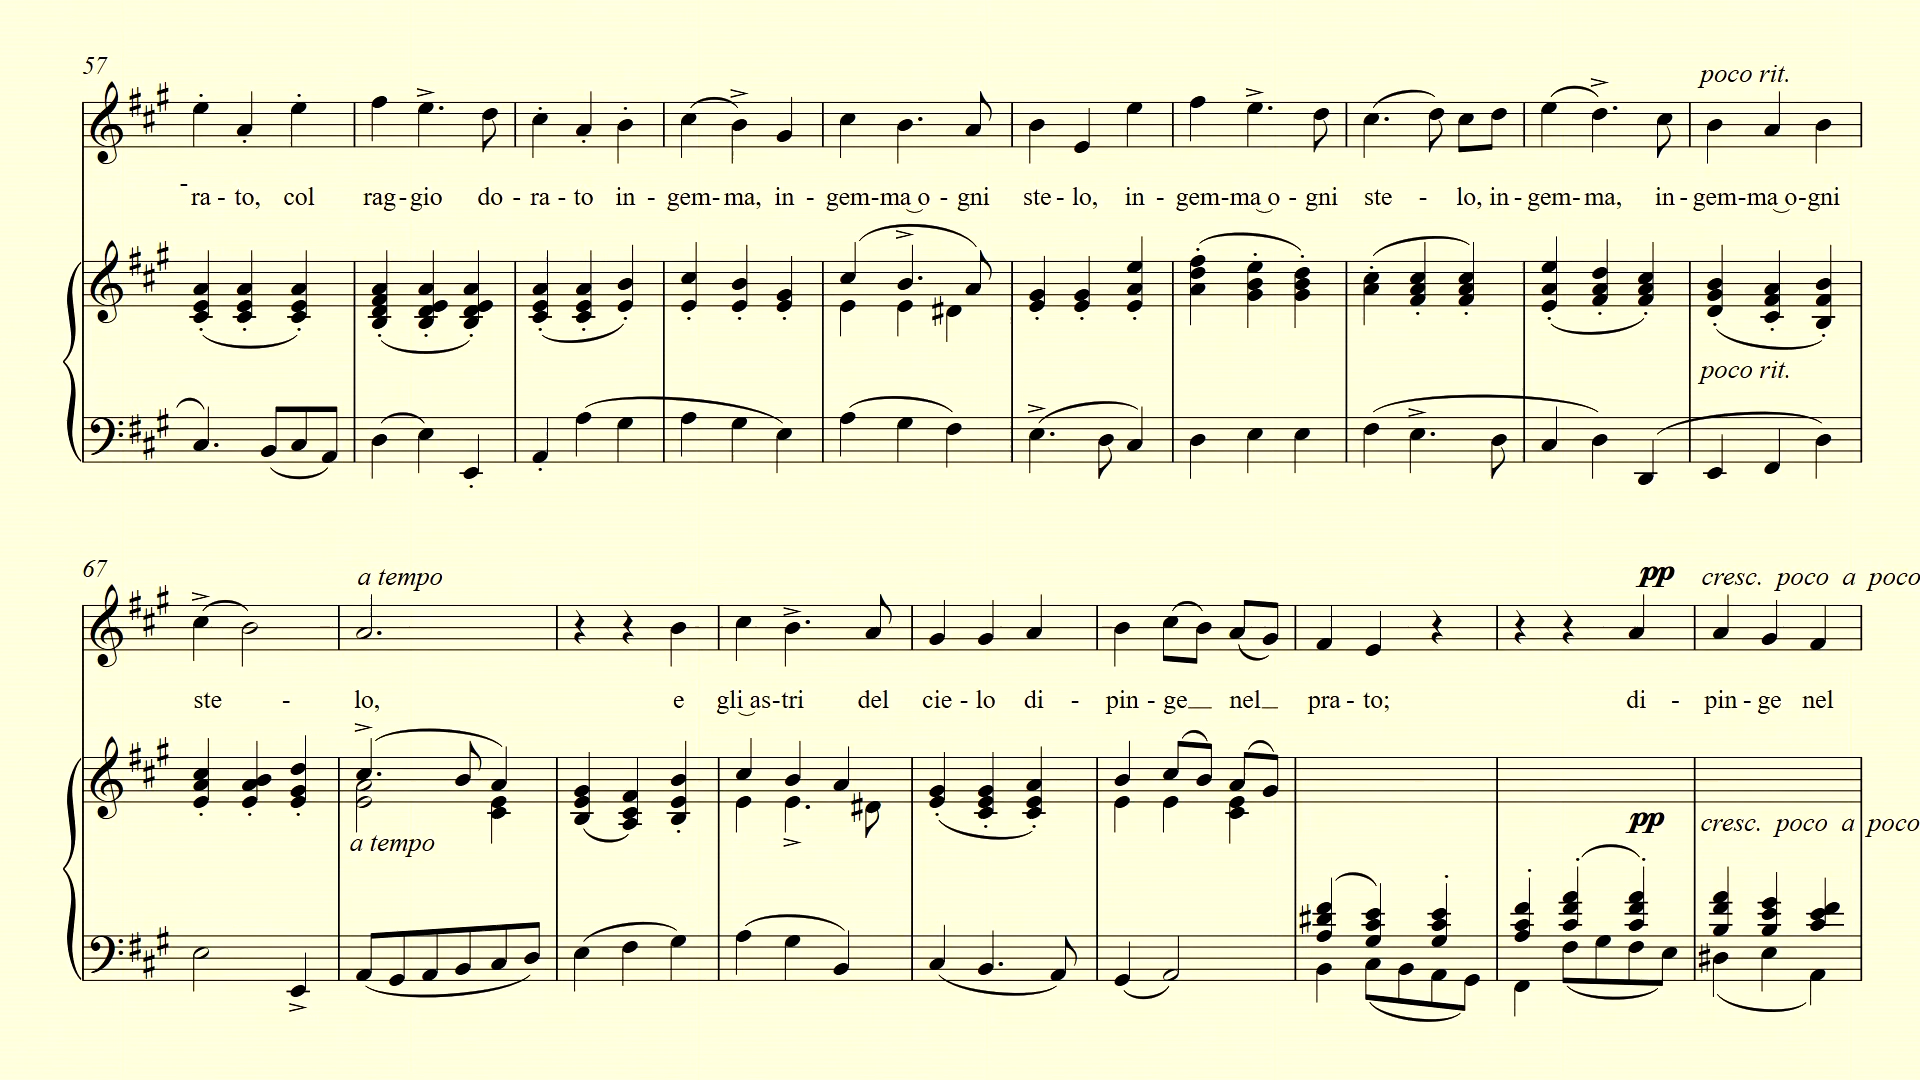 57
poco rit.
- ra - to, col rag - gio do - ra - to in - gem - ma, in - gem - ma‿o - gni ste - lo, in - gem - ma‿o - gni ste - lo, in - gem - ma, in - gem - ma‿o - gni
poco rit.
67
a tempo pp cresc. poco a poco
ste - lo, e gli‿as - tri del cie - lo di - pin - ge__ nel__ pra - to; di - pin - ge nel
a tempo pp cresc. poco a poco